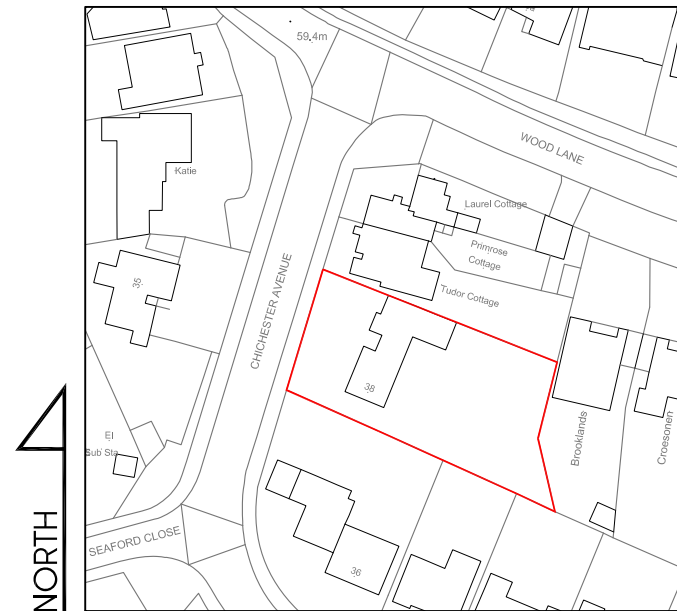 59.4m
WOOD LANE
Katie
Laurel Cottage
Primrose
Cottage
Tudor Cottage
35
CHICHESTER AVENUE
38
Brooklands
Croesonen
El
Sub Sta
SEAFORD CLOSE
36
NORTH